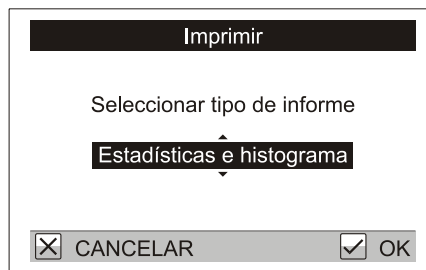 Imprimir
Seleccionar tipo de informe
Estadísticas e histograma
CANCELAR OK